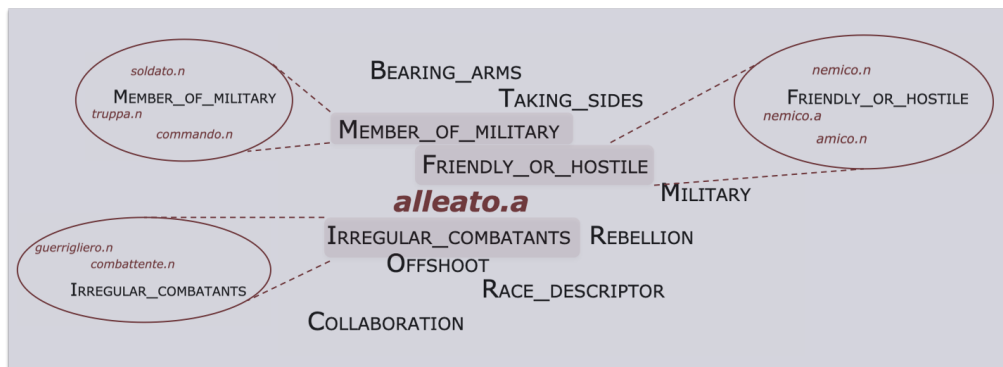 soldato.n
MEMBER_OF_MILITARY
truppa.n
commando.n
BEARING_ARMS
TAKING_SIDES
MEMBER_OF_MILITARY
FRIENDLY_OR_HOSTILE
nemico.n
FRIENDLY_OR_HOSTILE
nemico.a
amico.n
MILITARY
alleato.a
guerrigliero.n
combattente.n
IRREGULAR_COMBATANTS
IRREGULAR_COMBATANTS
REBELLION
OFFSHOOT
RACE_DESCRIPTOR
COLLABORATION